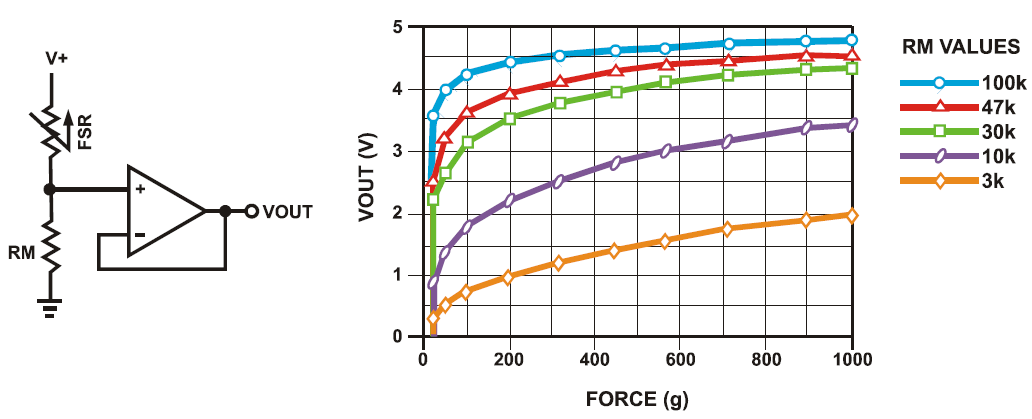 V+
FSR
+
−
VOUT
RM
5
4
3
2
1
0
VOUT (V)
0 200 400 600 800 1000
FORCE (g)
RM VALUES
100k
47k
30k
10k
3k